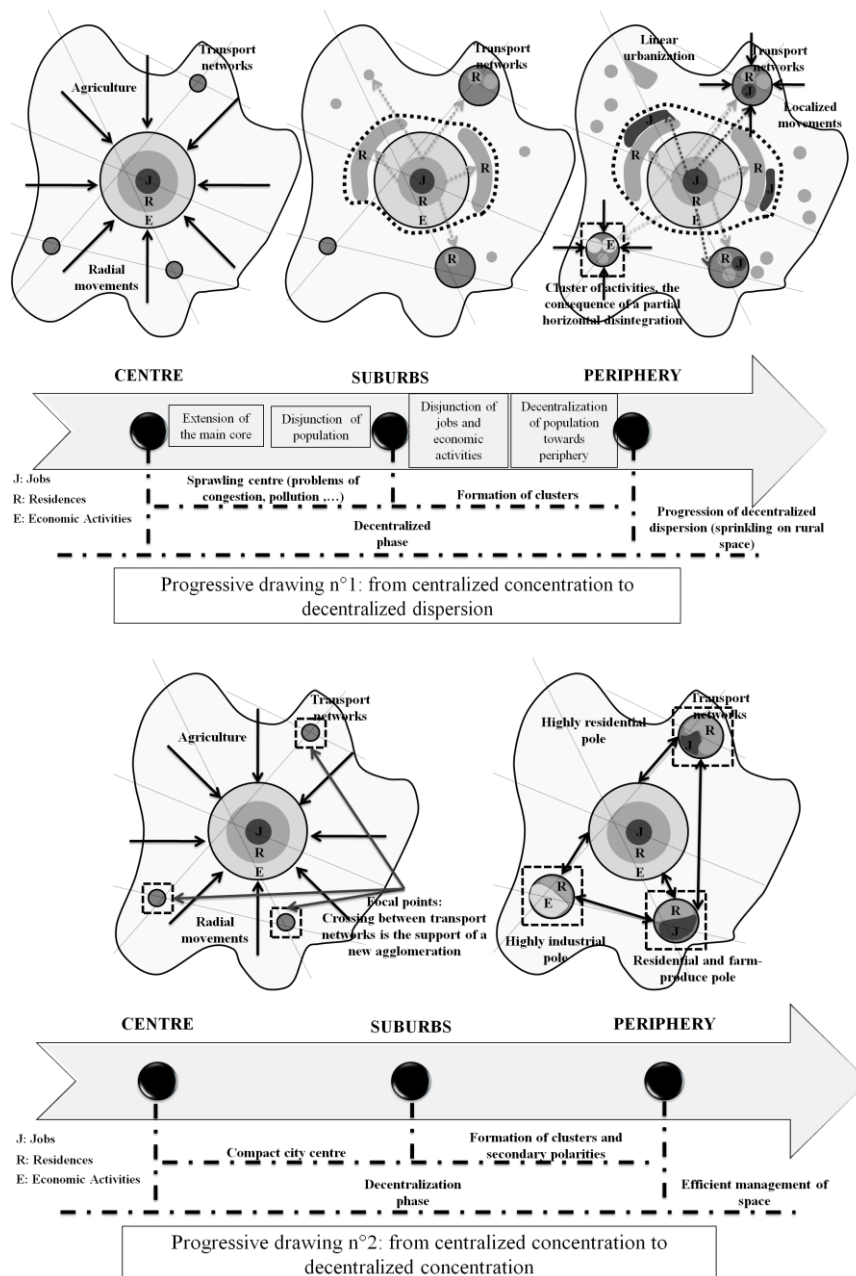 Transport
networks
Agriculture
J
R
E
Radial
movements
Transport
networks
R
R
R
J
R
E
R
Linear
urbanization
Transport
networks
R
J
Localized
movements
J
R
R
J
R
E
J
E
R
J
Cluster of activities, the
consequence of a partial
horizontal disintegration
CENTRE
SUBURBS
PERIPHERY
Extension of
the main core
Disjunction of
population
Disjunction of
jobs and
economic
activities
Decentralization
of population
towards
periphery
J: Jobs
R: Residences
E: Economic Activities
Sprawling centre (problems of
congestion, pollution ,...)
Formation of clusters
Decentralized
phase
Progression of decentralized
dispersion (sprinkling on rural
space)
Progressive drawing n°1: from centralized concentration to
decentralized dispersion
Transport
networks
Agriculture
J
R
E
Radial
movements
Focal points:
Crossing between transport
networks is the support of a
new agglomeration
Transport
networks
Highly residential
pole
R
J
J
R
E
R
E
R
J
Highly industrial
pole
Residential and farm-
produce pole
CENTRE
SUBURBS
PERIPHERY
J: Jobs
R: Residences
E: Economic Activities
Compact city centre
Formation of clusters and
secondary polarities
Decentralization
phase
Efficient management of
space
Progressive drawing n°2: from centralized concentration to
decentralized concentration